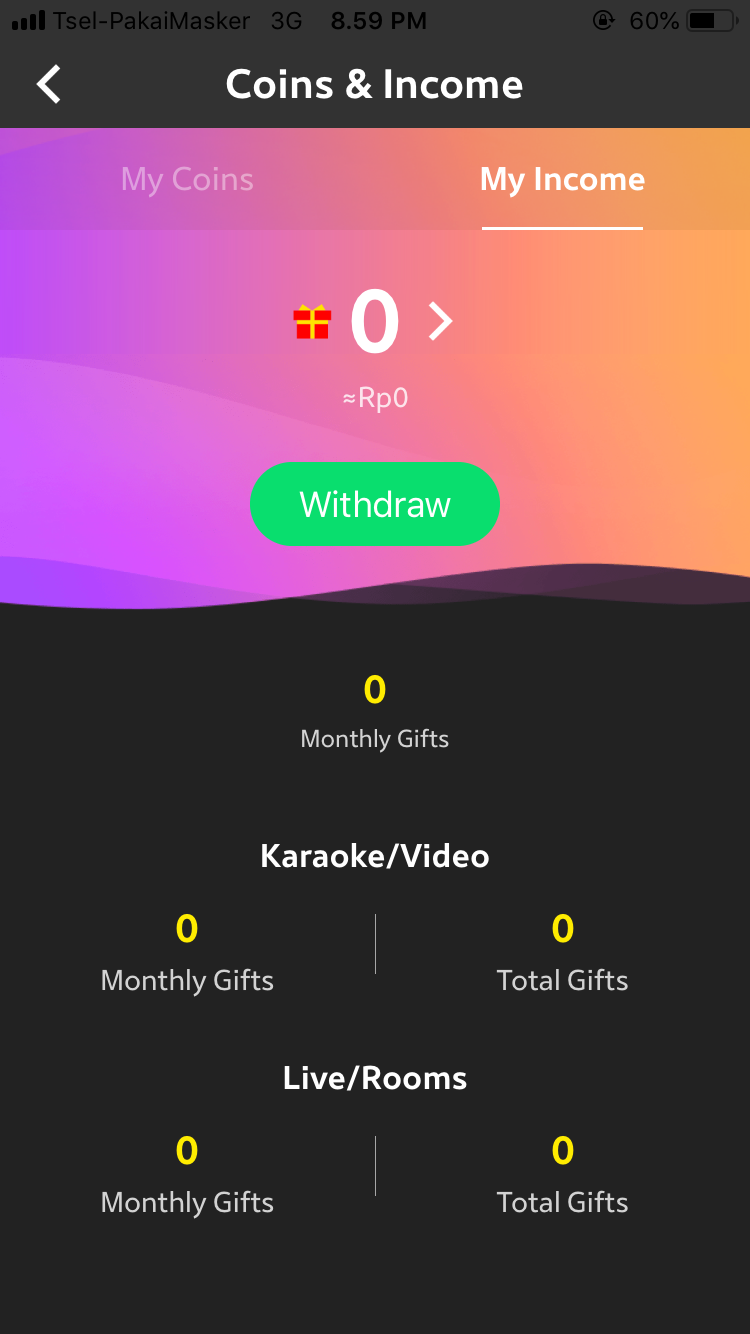 Tsel-PakaiMasker 3G 8.59 PM 60%
Coins & Income
My Coins My Income
0
≈Rp0
Withdraw
0
Monthly Gifts
Karaoke/Video
0 0
Monthly Gifts Total Gifts
Live/Rooms
0 0
Monthly Gifts Total Gifts